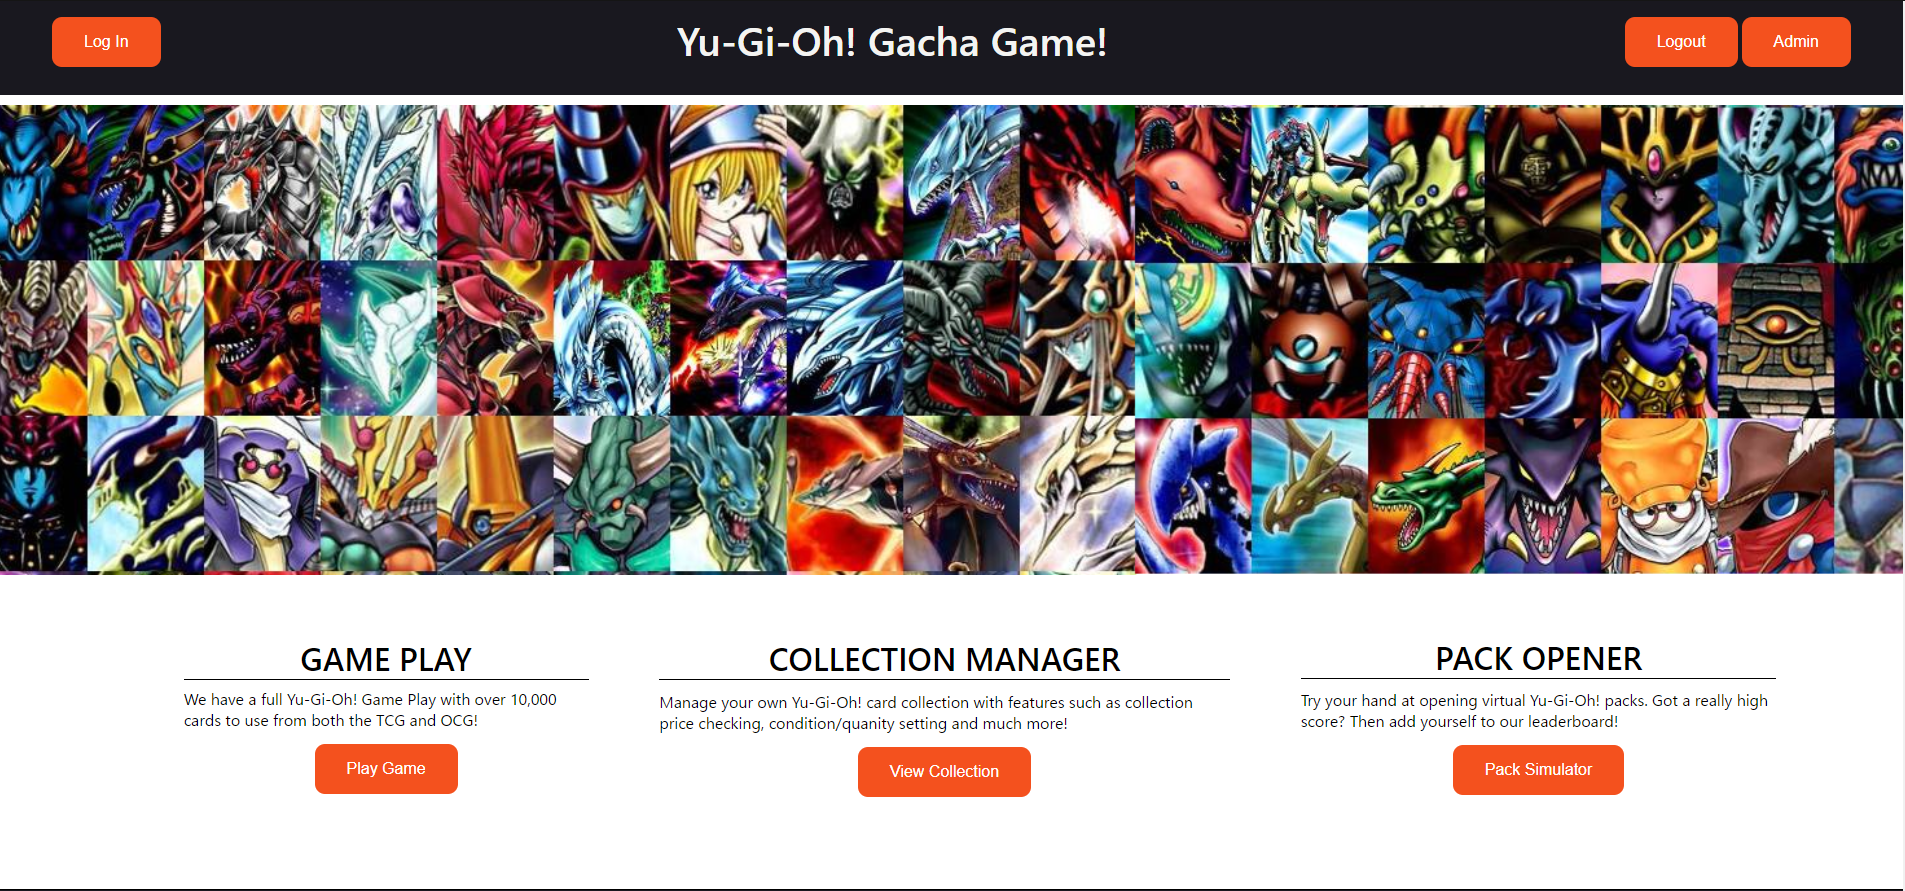 Log In
Yu-Gi-Oh! Gacha Game!
Logout
Admin
GAME PLAY
We have a full Yu-Gi-Oh! Game Play with over 10,000
cards to use from both the TCG and OCG!
Play Game
COLLECTION MANAGER
Manage your own Yu-Gi-Oh! card collection with features such as collection
price checking, condition/quanity setting and much more!
View Collection
PACK OPENER
Try your hand at opening virtual Yu-Gi-Oh! packs. Got a really high
score? Then add yourself to our leaderboard!
Pack Simulator